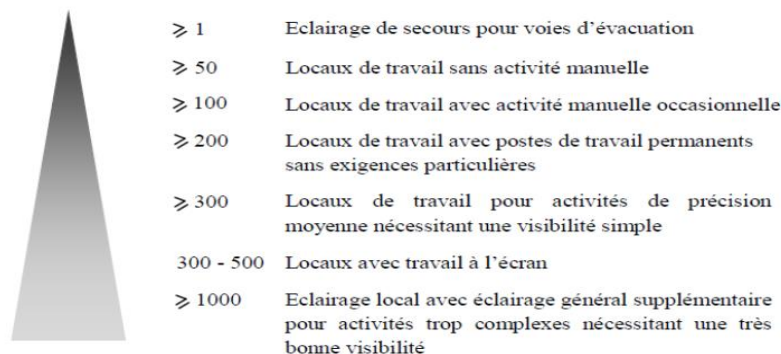 ⩾ 1 Eclairage de secours pour voies d’évacuation
⩾ 50 Locaux de travail sans activité manuelle
⩾ 100 Locaux de travail avec activité manuelle occasionnelle
⩾ 200 Locaux de travail avec postes de travail permanents
sans exigences particulières
⩾ 300 Locaux de travail pour activités de précision
moyenne nécessitant une visibilité simple
300 - 500 Locaux avec travail à l’écran
⩾ 1000 Eclairage local avec éclairage général supplémentaire
pour activités trop complexes nécessitant une très
bonne visibilité